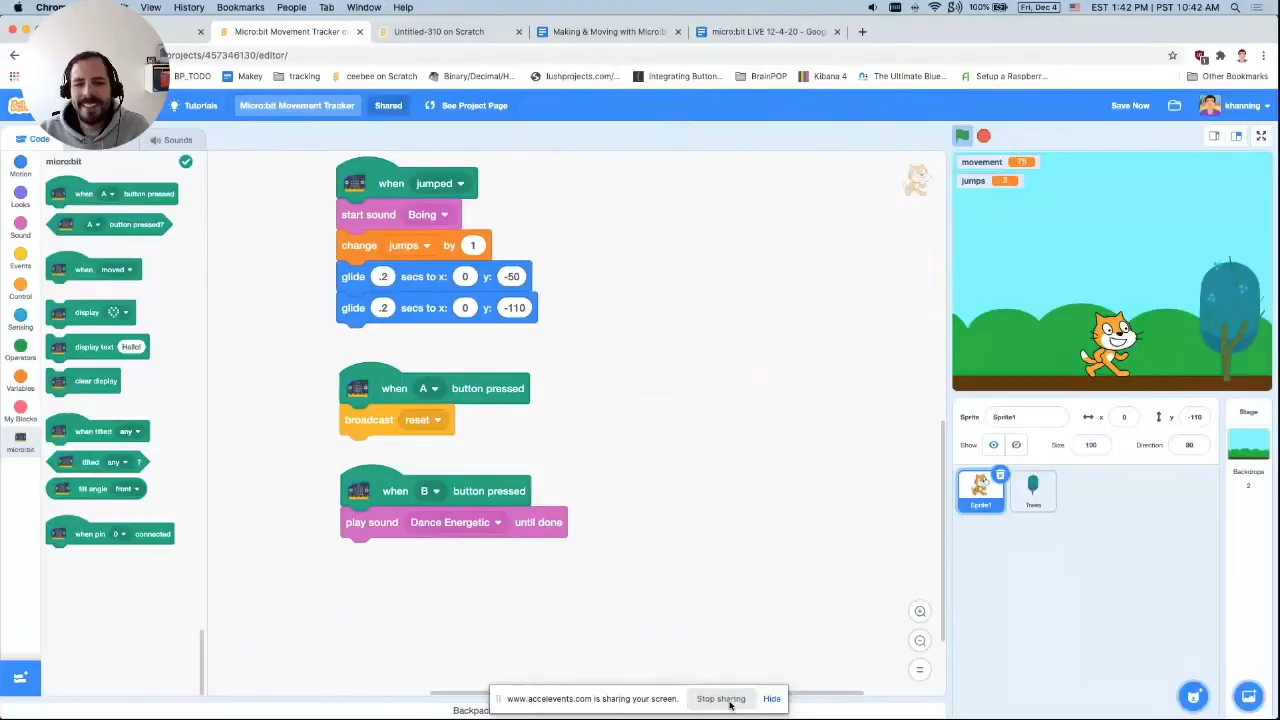 Chrome View History Bookmarks People Tab Window Help 100% Fri, Dec 4 EST 1:42 PM | PST 10:42 AM
Micro:bit Movement Tracker o Untitled-310 on Scratch Making & Moving with Micro:b micro:bit LIVE 12-4-20 - Goog
projects/457346130/editor/
BP_TODO Makey tracking ceebee on Scratch Binary/Decimal/H... lushprojects.com/... Integrating Button... BrainPOP Kibana 4 The Ultimate Blue... Setup a Raspberr... Other Bookmarks
Tutorials Micro:bit Movement Tracker Shared See Project Page Save Now khanning
Code Sounds
Motion
Looks
Sound
Events
Control
Sensing
Operators
Variables
My Blocks
micro:bit
micro:bit
when A button pressed
A button pressed?
when moved
display
display text Hello!
clear display
when tilted any
tilted any ?
tilt angle front
when pin 0 connected
when jumped
start sound Boing
change jumps by 1
glide .2 secs to x: 0 y: -50
glide .2 secs to x: 0 y: -110
when A button pressed
broadcast reset
when B button pressed
play sound Dance Energetic until done
movement 75
jumps 3
Sprite Sprite1 x 0 y -110
Show Size 100 Direction 90
Sprite1 Trees
Stage
Backdrops
2
www.accelevents.com is sharing your screen. Stop sharing Hide
Backpac